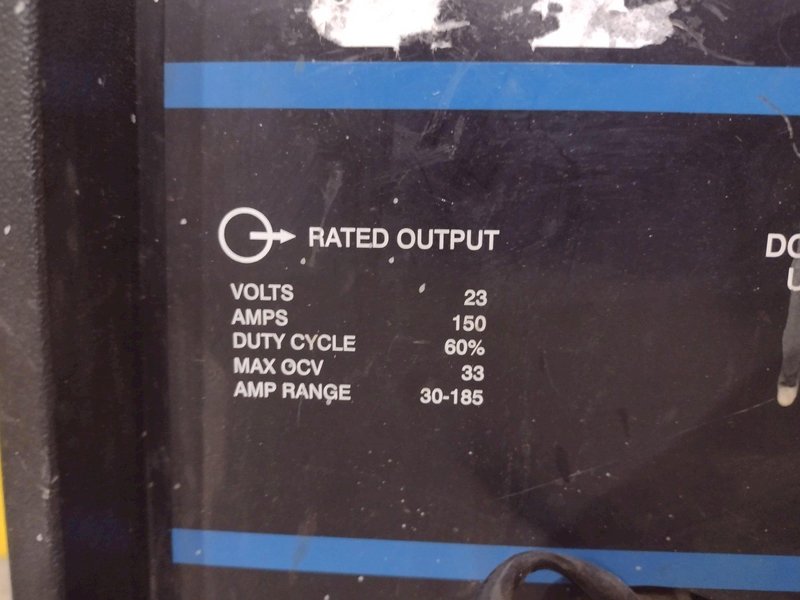 RATED OUTPUT
VOLTS 23
AMPS 150
DUTY CYCLE 60%
MAX OCV 33
AMP RANGE 30-185